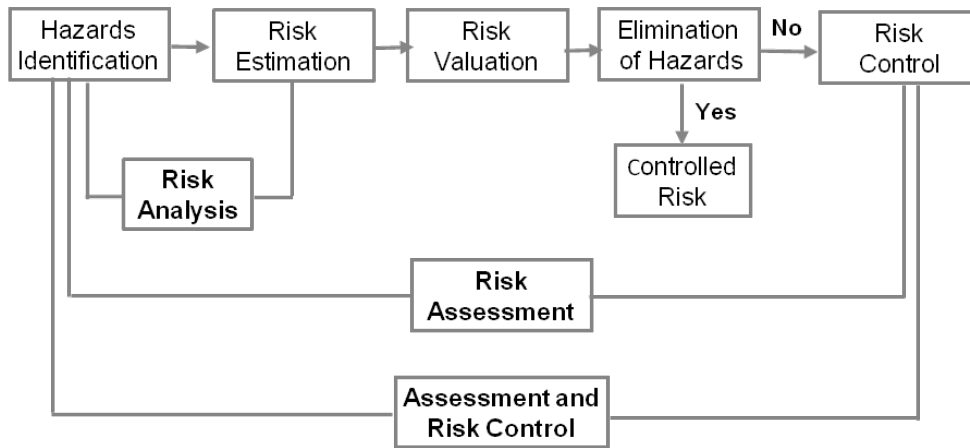 Hazards
Identification
Risk
Estimation
Risk
Valuation
Elimination
of Hazards
No
Risk
Control
Yes
Controlled
Risk
Risk
Analysis
Risk
Assessment
Assessment and
Risk Control